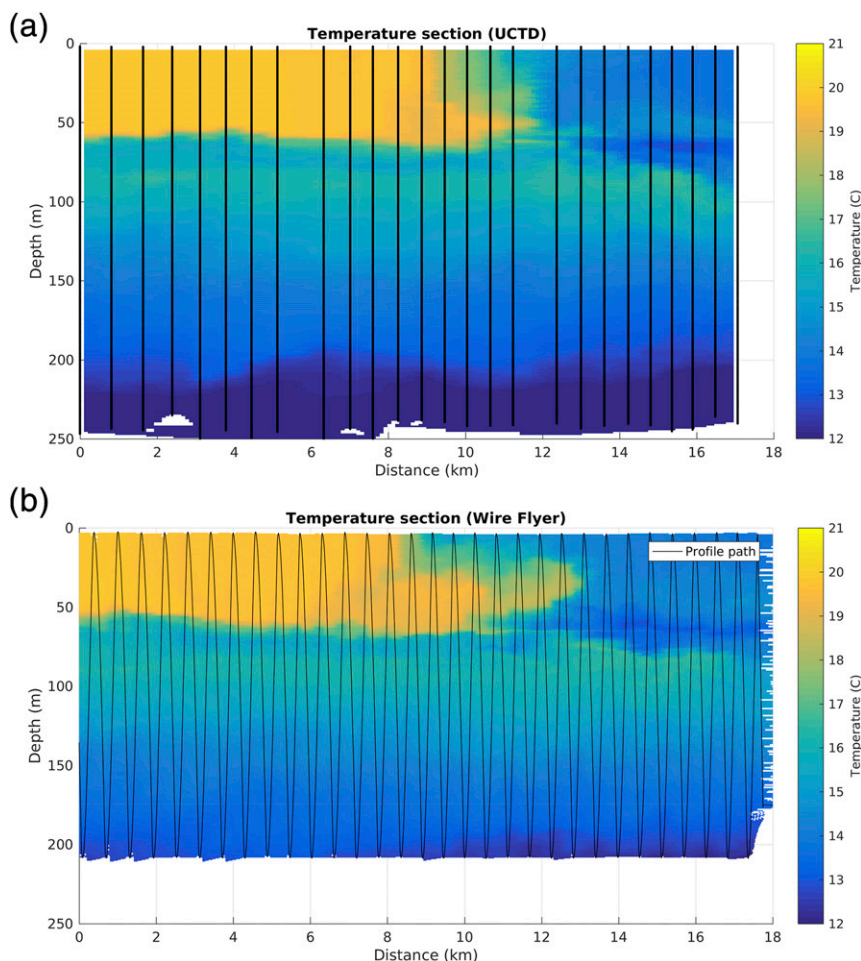 (a)
Temperature section (UCTD)
0
50
100
150
200
250
Depth (m)
0 2 4 6 8 10 12 14 16 18
Distance (km)
21
20
19
18
17
16
15
14
13
12
Temperature (C)
(b)
Temperature section (Wire Flyer)
Profile path
0
50
100
150
200
250
Depth (m)
0 2 4 6 8 10 12 14 16 18
Distance (km)
21
20
19
18
17
16
15
14
13
12
Temperature (C)